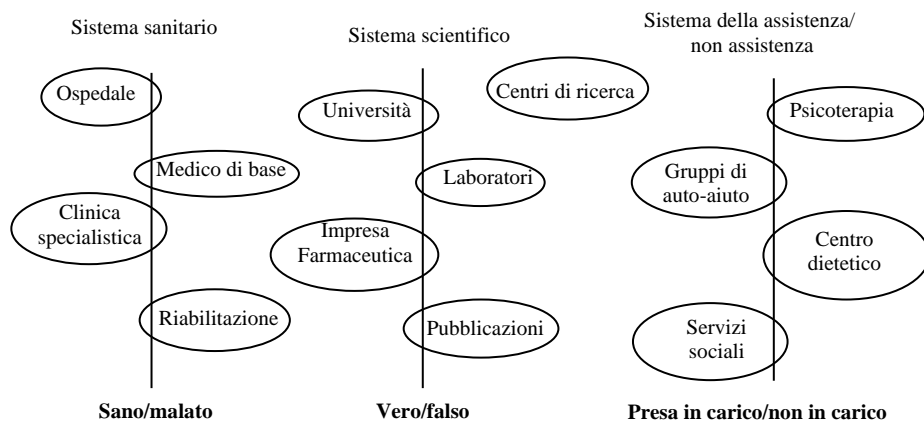 Sistema sanitario
Ospedale
Medico di base
Clinica
specialistica
Riabilitazione
Sano/malato
Sistema scientifico
Centri di ricerca
Università
Laboratori
Impresa
Farmaceutica
Pubblicazioni
Vero/falso
Sistema della assistenza/
non assistenza
Psicoterapia
Gruppi di
auto-aiuto
Centro
dietetico
Servizi
sociali
Presa in carico/non in carico